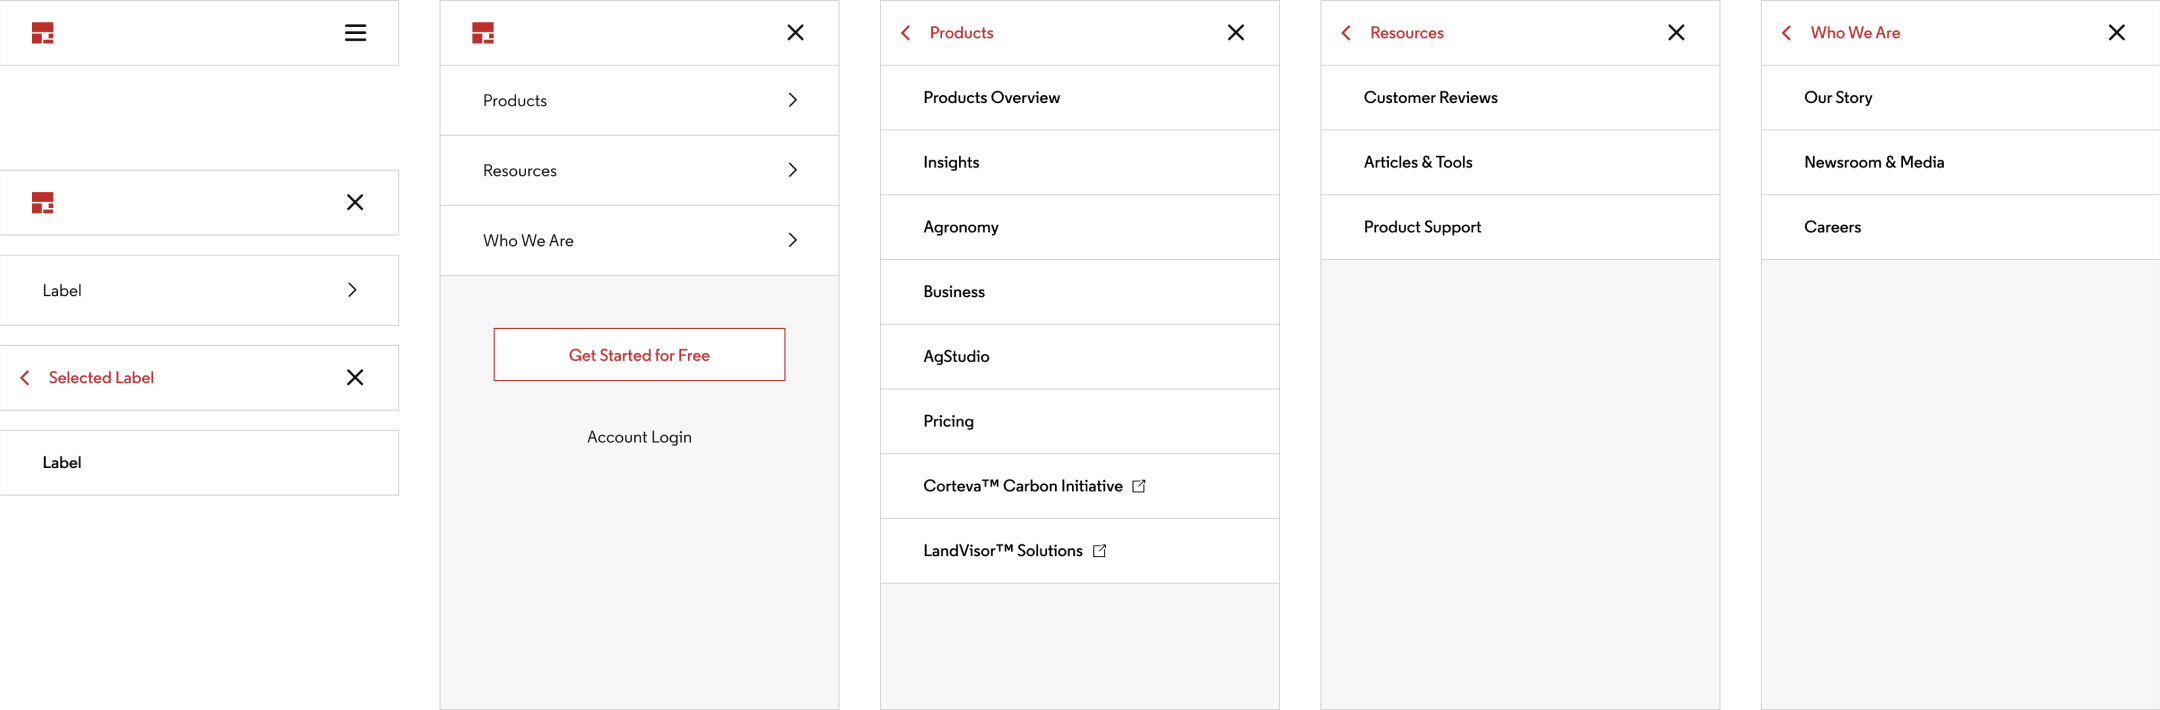 Label
Selected Label
Label
Products
Resources
Who We Are
Get Started for Free
Account Login
Products
Products Overview
Insights
Agronomy
Business
AgStudio
Pricing
Corteva™ Carbon Initiative
LandVisor™ Solutions
Resources
Customer Reviews
Articles & Tools
Product Support
Who We Are
Our Story
Newsroom & Media
Careers